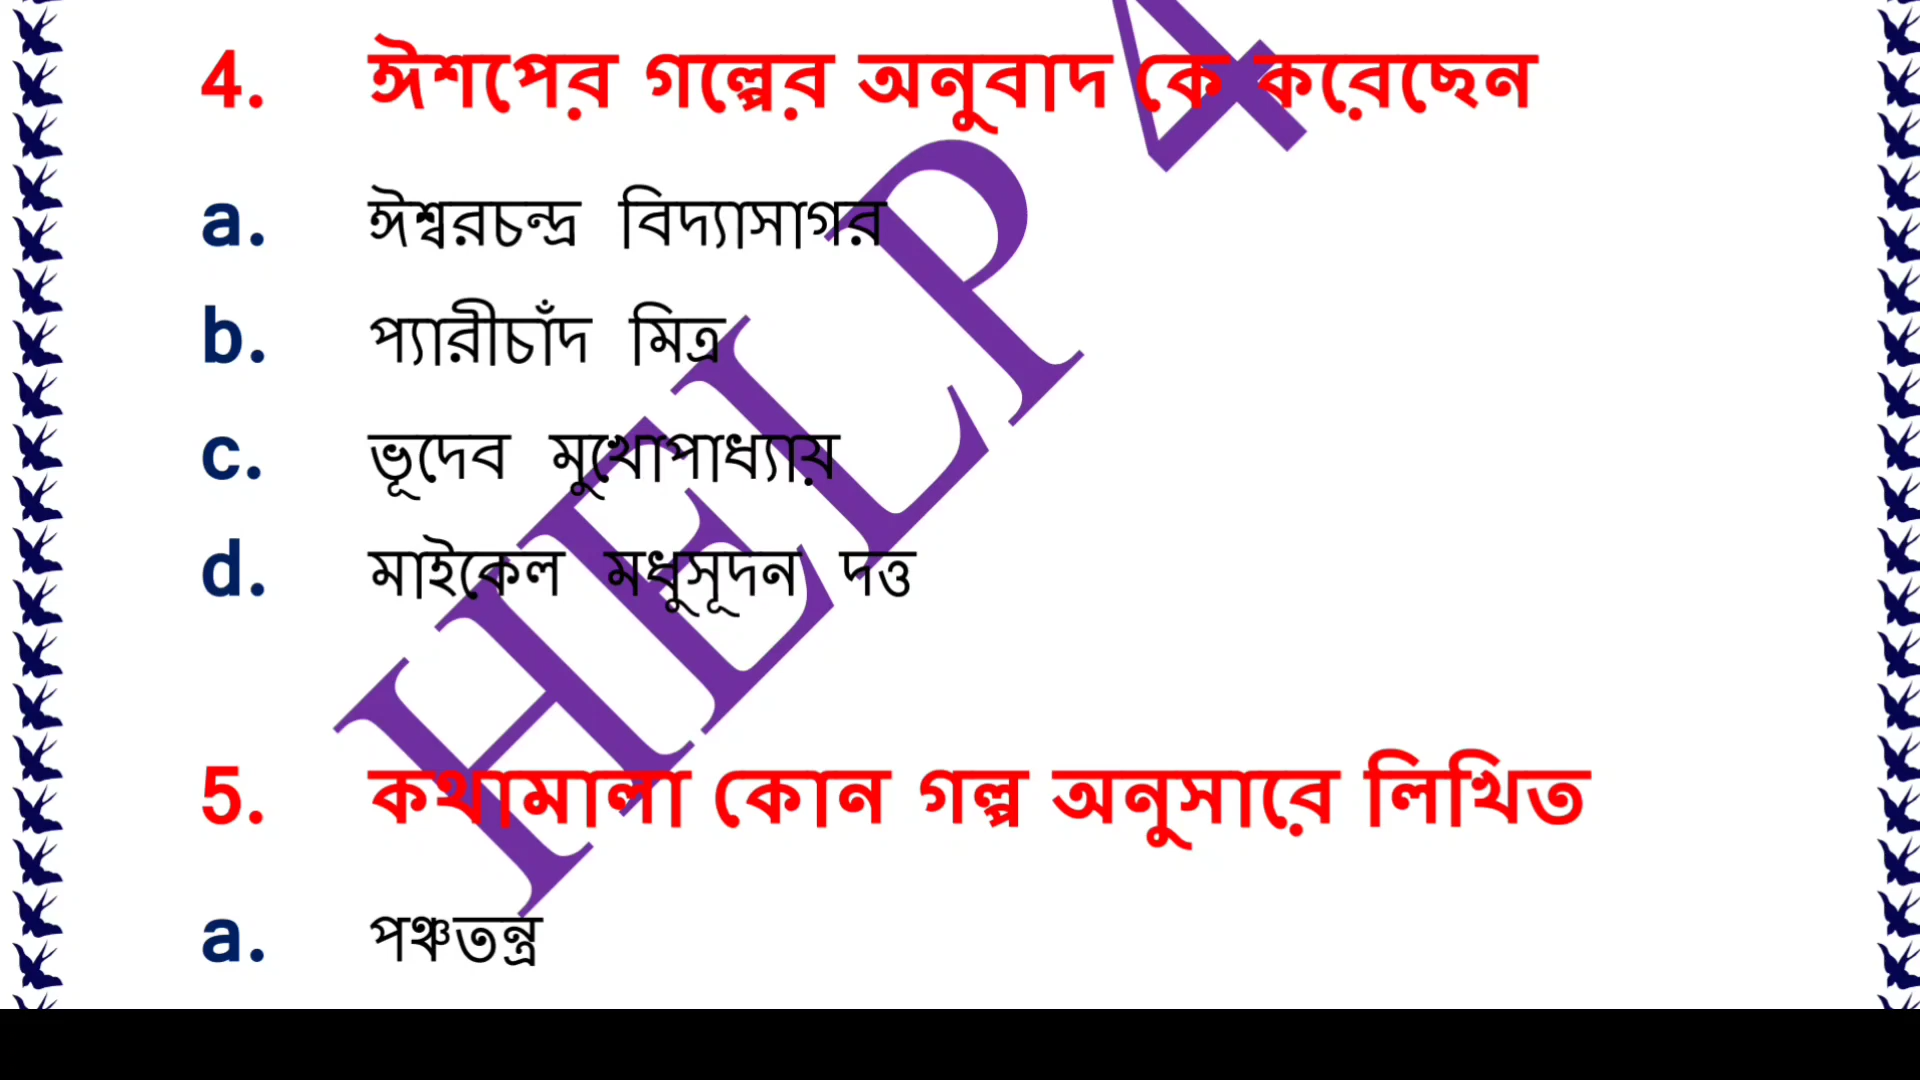 4. ঈশপের গল্পের অনুবাদ কে করেছেন
a. ঈশ্বরচন্দ্র বিদ্যাসাগর
b. প্যারীচাঁদ মিত্র
c. ভূদেব মুখোপাধ্যায়
d. মাইকেল মধুসূদন দত্ত
5. কথামালা কোন গল্প অনুসারে লিখিত
a. পঞ্চতন্ত্র
HELP 4